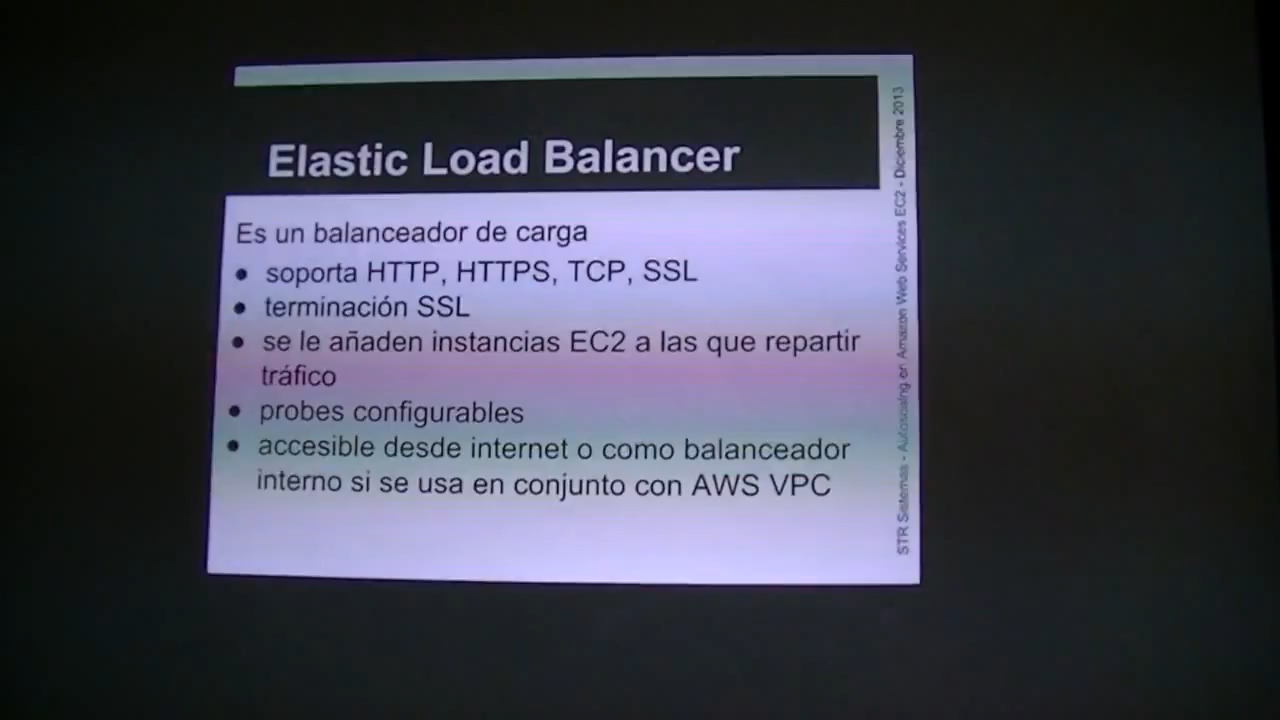 Elastic Load Balancer
Es un balanceador de carga
● soporta HTTP, HTTPS, TCP, SSL
● terminación SSL
● se le añaden instancias EC2 a las que repartir
tráfico
● probes configurables
● accesible desde internet o como balanceador
interno si se usa en conjunto con AWS VPC
STR Sistemas - Autoscaling en Amazon Web Services EC2 - Diciembre 2013